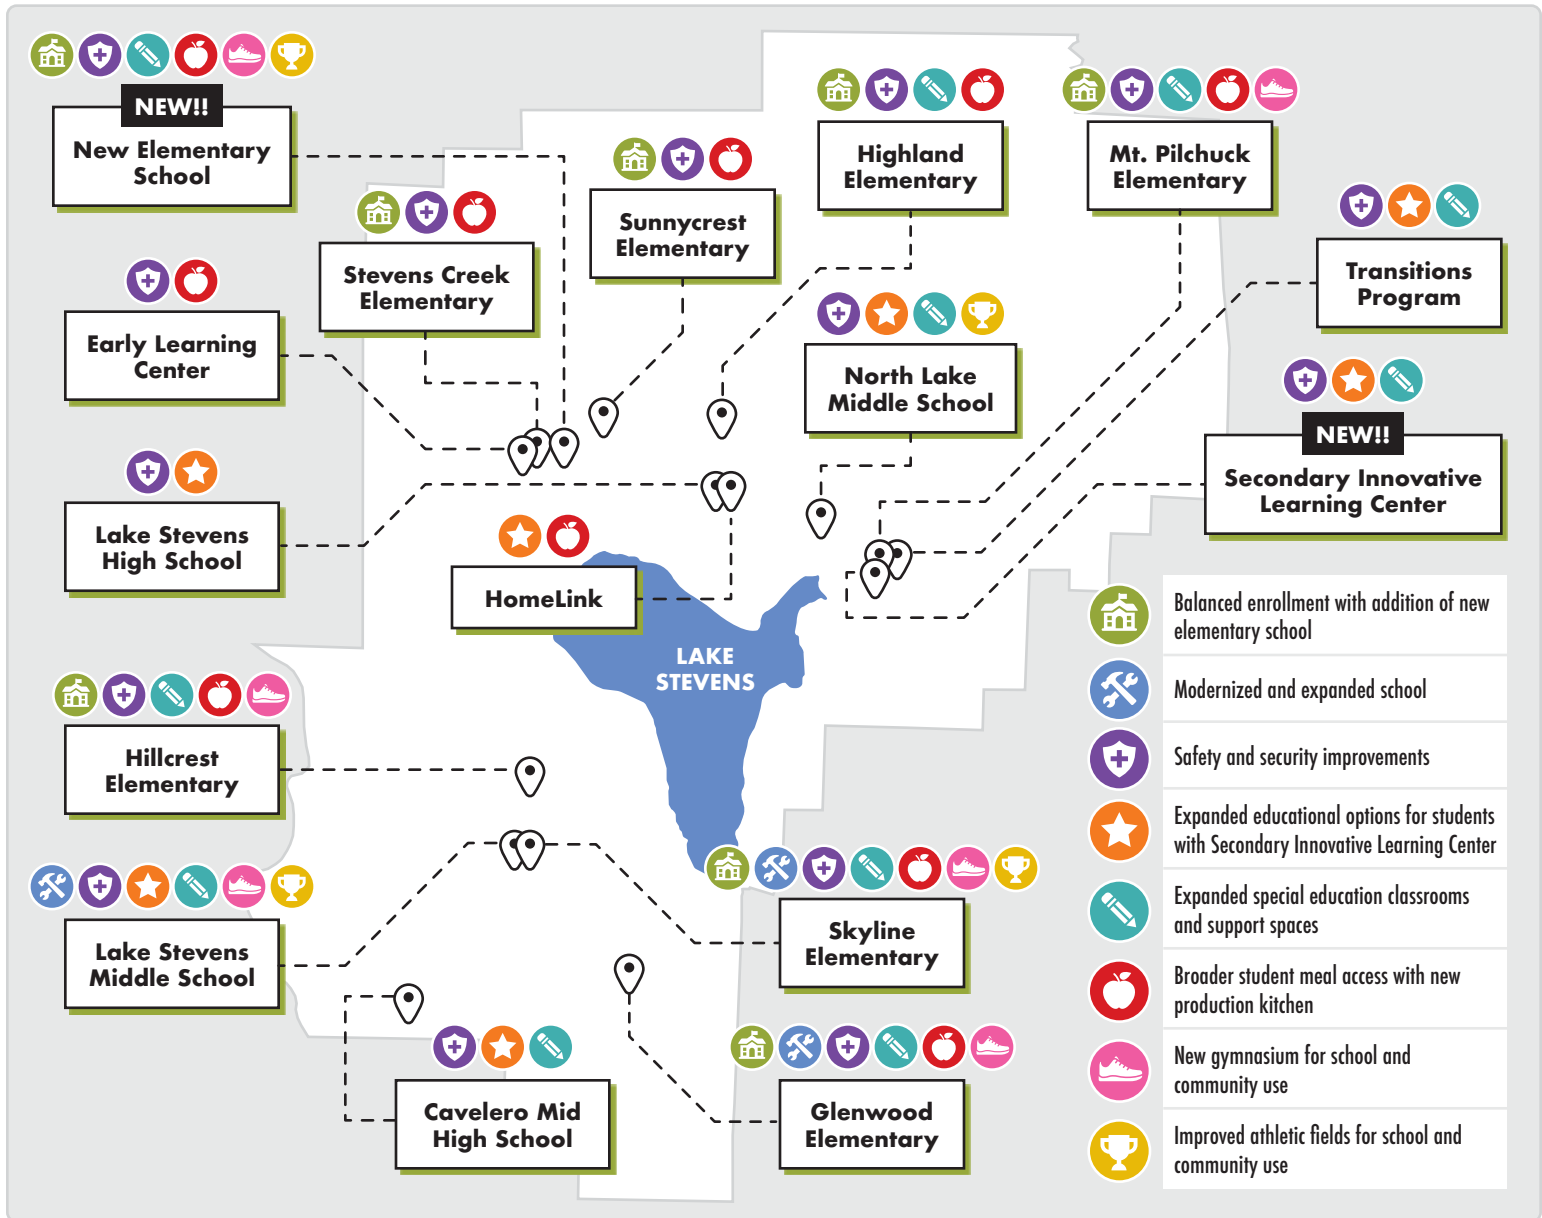 NEW!!
New Elementary
School
Stevens Creek
Elementary
Sunnycrest
Elementary
Highland
Elementary
Mt. Pilchuck
Elementary
Transitions
Program
Early Learning
Center
North Lake
Middle School
NEW!!
Secondary Innovative
Learning Center
Lake Stevens
High School
HomeLink
LAKE
STEVENS
Hillcrest
Elementary
Lake Stevens
Middle School
Skyline
Elementary
Cavelero Mid
High School
Glenwood
Elementary
Balanced enrollment with addition of new
elementary school
Modernized and expanded school
Safety and security improvements
Expanded educational options for students
with Secondary Innovative Learning Center
Expanded special education classrooms
and support spaces
Broader student meal access with new
production kitchen
New gymnasium for school and
community use
Improved athletic fields for school and
community use